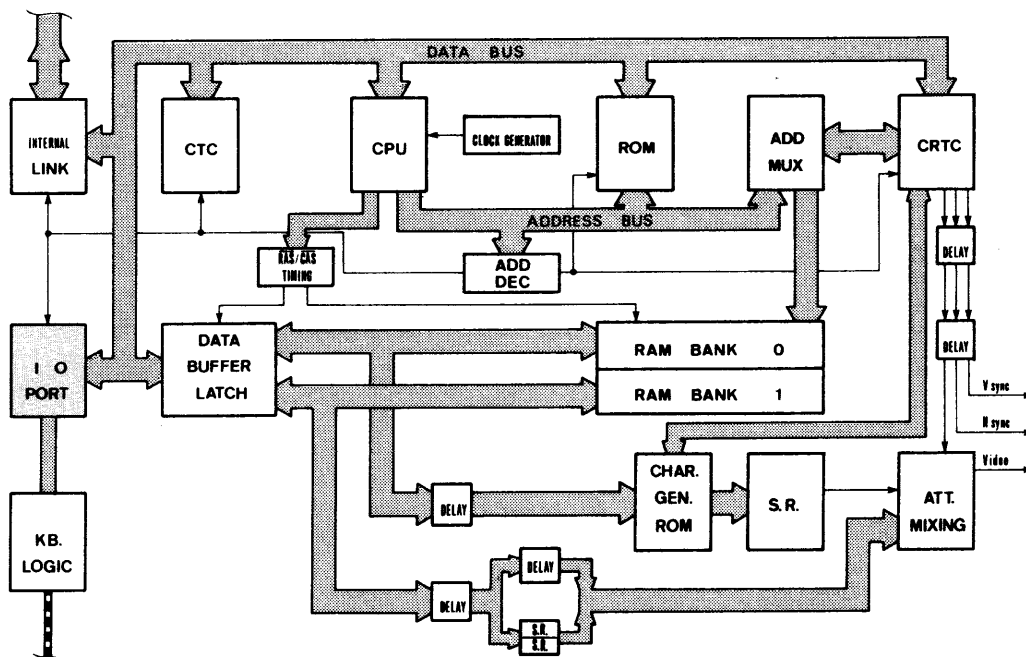 DATA BUS
INTERNAL
LINK
CTC
CPU
CLOCK GENERATOR
ROM
ADD
MUX
CRTC
ADDRESS BUS
RAS/CAS
TIMING
ADD
DEC
DELAY
I O
PORT
DATA
BUFFER
LATCH
RAM BANK 0
RAM BANK 1
DELAY
V sync
H sync
Video
KB.
LOGIC
DELAY
CHAR.
GEN.
ROM
S.R.
ATT.
MIXING
DELAY
DELAY
S.R.
S.R.